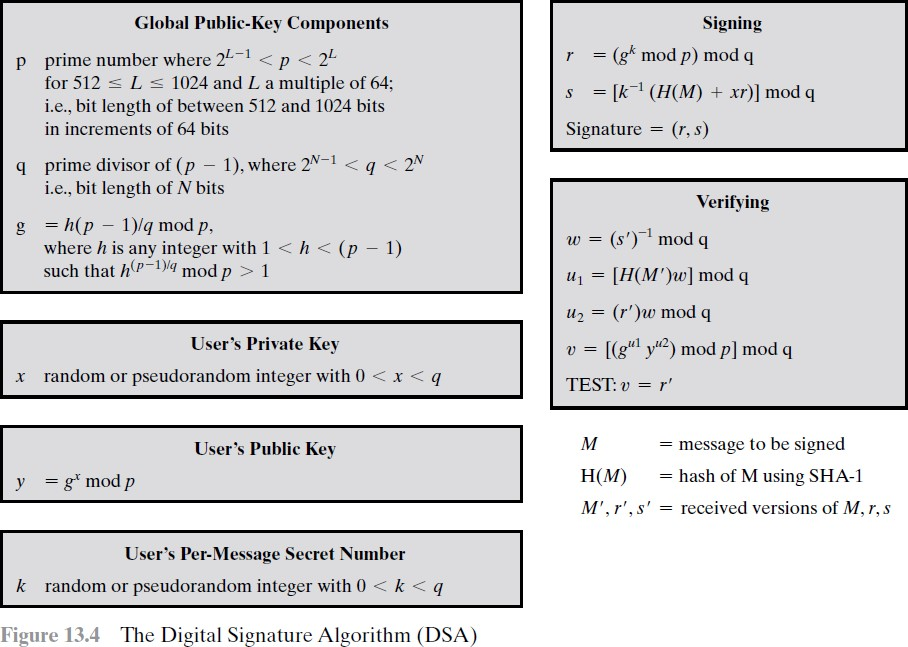 Global Public-Key Components
p prime number where 2^{L−1} < p < 2^L
for 512 ≤ L ≤ 1024 and L a multiple of 64;
i.e., bit length of between 512 and 1024 bits
in increments of 64 bits
q prime divisor of (p − 1), where 2^{N−1} < q < 2^N
i.e., bit length of N bits
g = h(p − 1)/q mod p,
where h is any integer with 1 < h < (p − 1)
such that h^{(p−1)/q} mod p > 1
User's Private Key
x random or pseudorandom integer with 0 < x < q
User's Public Key
y = g^x mod p
User's Per-Message Secret Number
k random or pseudorandom integer with 0 < k < q
Signing
r = (g^k mod p) mod q
s = [k^{−1} (H(M) + xr)] mod q
Signature = (r, s)
Verifying
w = (s′)^{−1} mod q
u₁ = [H(M′)w] mod q
u₂ = (r′)w mod q
v = [(g^{u1} y^{u2}) mod p] mod q
TEST: v = r′
M = message to be signed
H(M) = hash of M using SHA-1
M′, r′, s′ = received versions of M, r, s
Figure 13.4 The Digital Signature Algorithm (DSA)